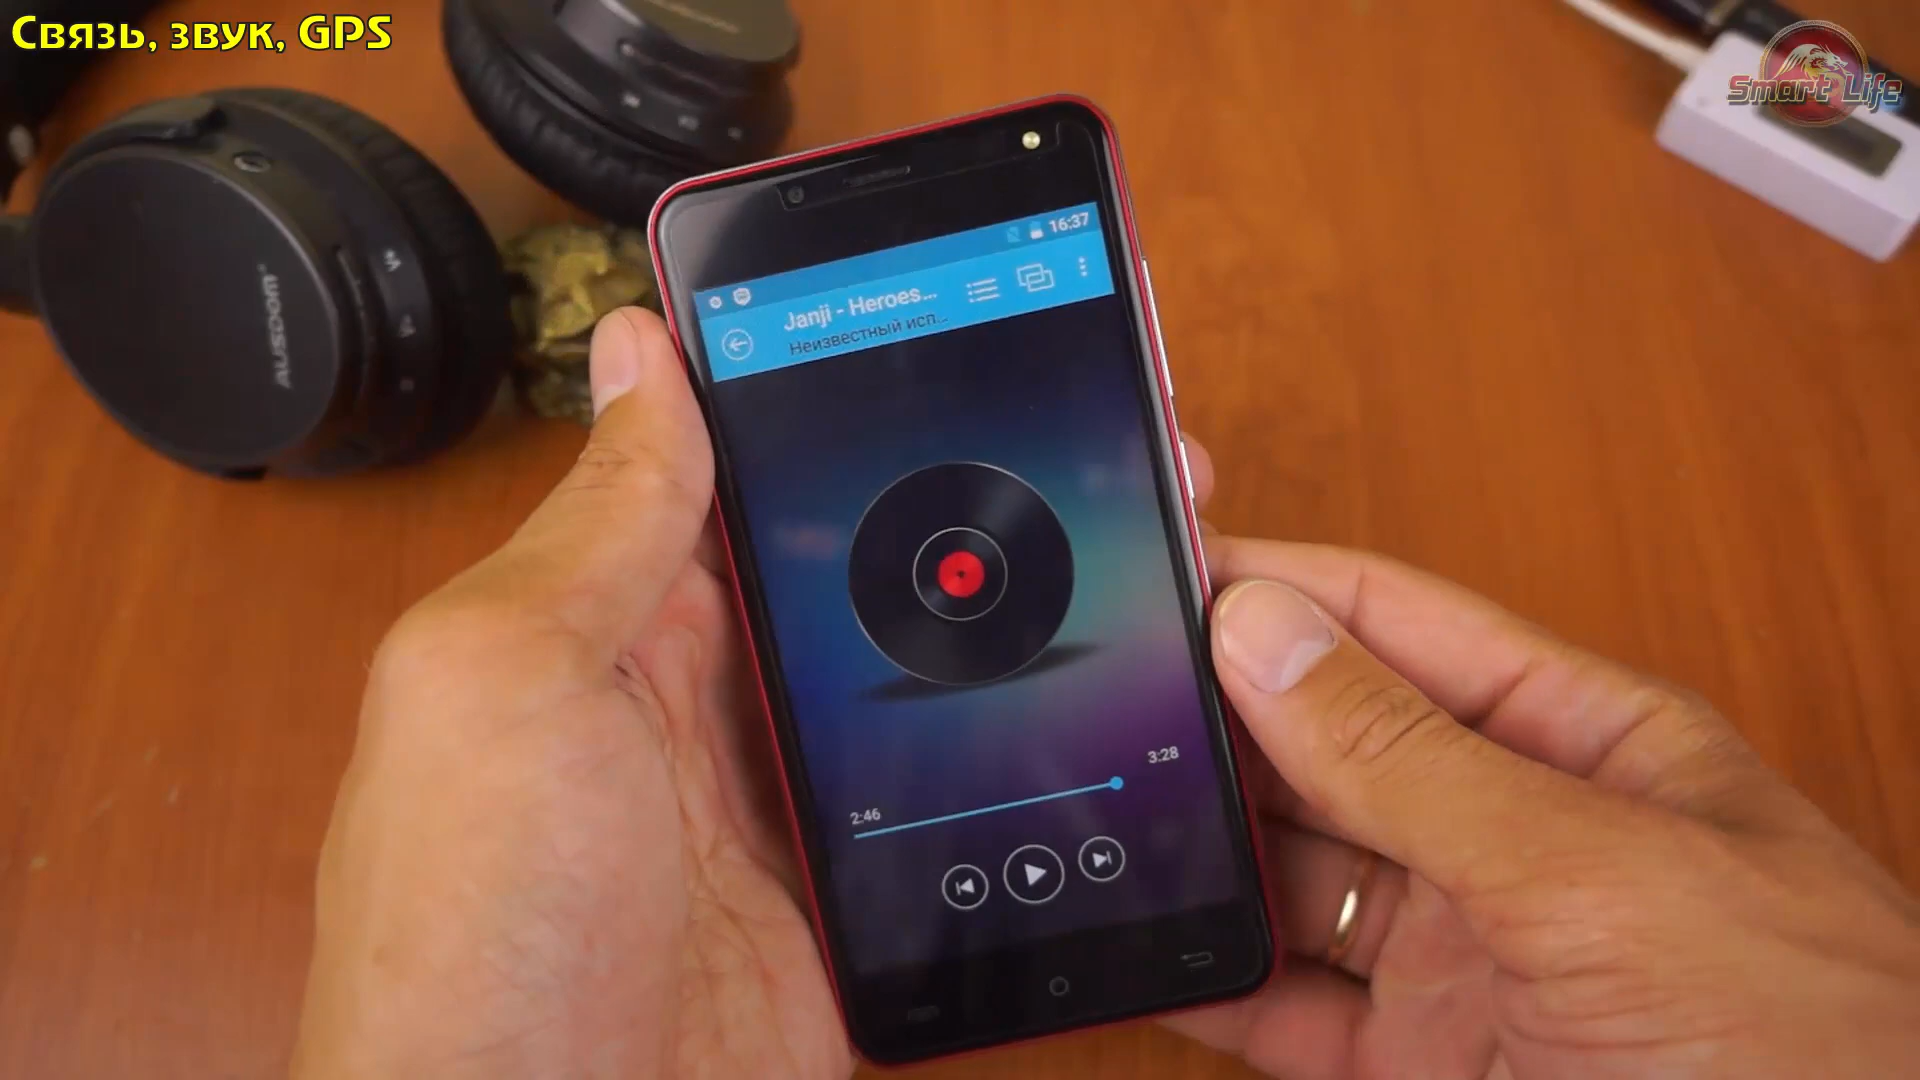 Связь, звук, GPS
Smart Life
16:37
Janji - Heroes...
Неизвестный исп...
AUSDOM
3:28
2:46